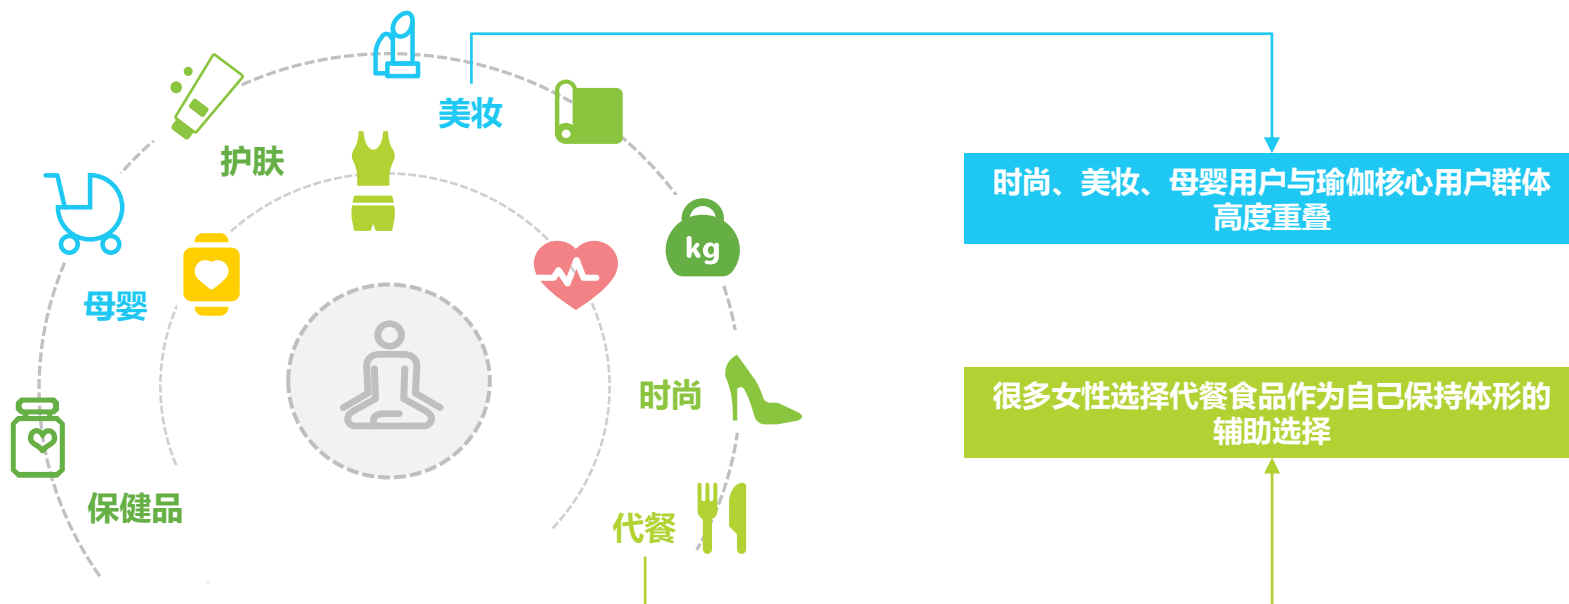 美妆
护肤
时尚、美妆、母婴用户与瑜伽核心用户群体
高度重叠
kg
母婴
时尚
很多女性选择代餐食品作为自己保持体形的
辅助选择
保健品
代餐